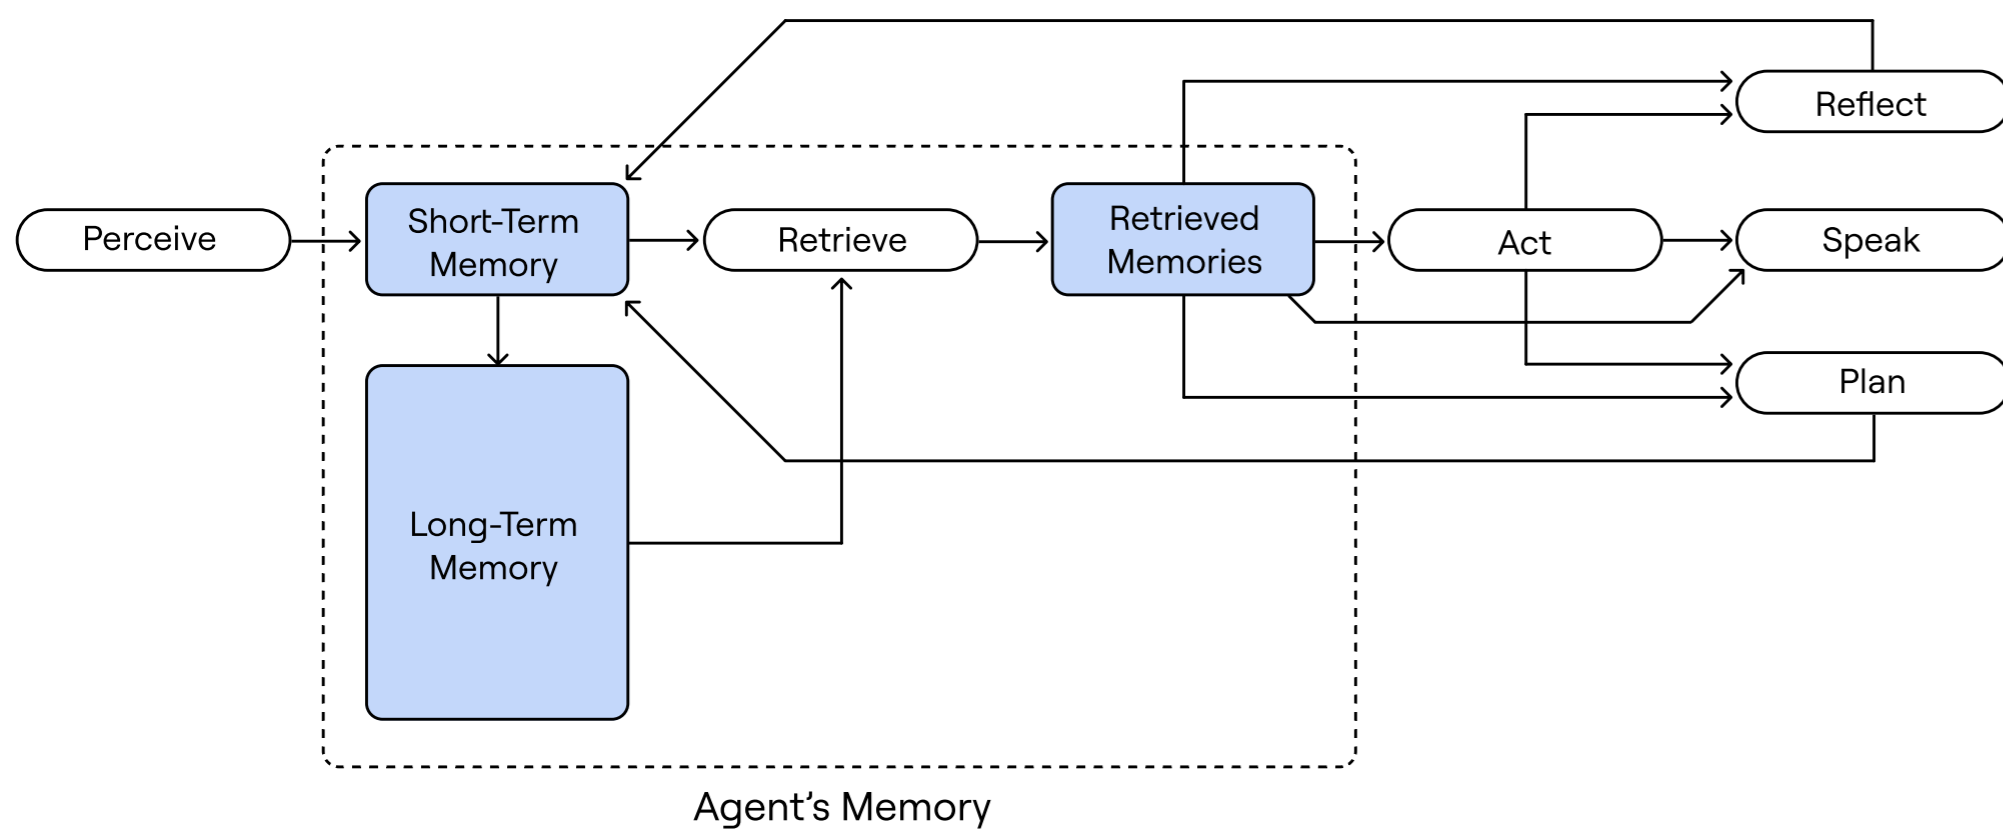 Reflect
Perceive
Short-Term
Memory
Retrieve
Retrieved
Memories
Act
Speak
Plan
Long-Term
Memory
Agent’s Memory